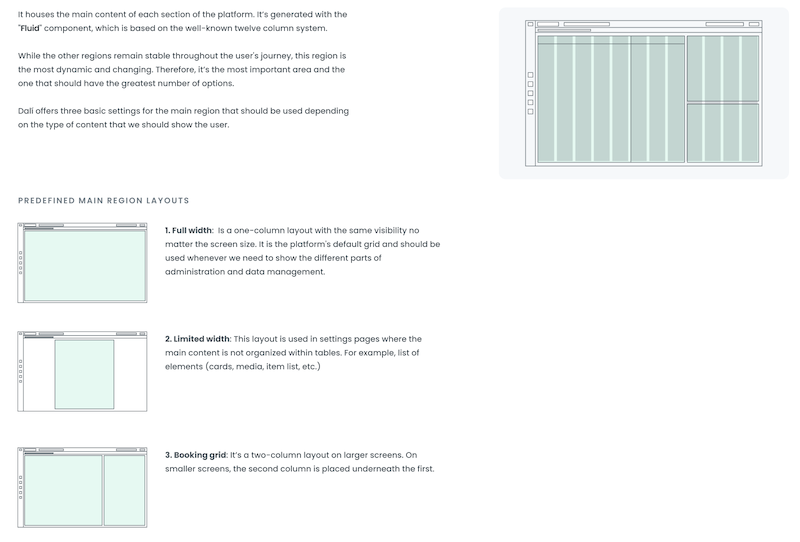 It houses the main content of each section of the platform. It's generated with the
"Fluid" component, which is based on the well-known twelve column system.
While the other regions remain stable throughout the user's journey, this region is
the most dynamic and changing. Therefore, it's the most important area and the
one that should have the greatest number of options.
Dalí offers three basic settings for the main region that should be used depending
on the type of content that we should show the user.
PREDEFINED MAIN REGION LAYOUTS
1. Full width:  Is a one-column layout with the same visibility no
matter the screen size. It is the platform's default grid and should be
used whenever we need to show the different parts of
administration and data management.
2. Limited width: This layout is used in settings pages where the
main content is not organized within tables. For example, list of
elements (cards, media, item list, etc.)
3. Booking grid: It's a two-column layout on larger screens. On
smaller screens, the second column is placed underneath the first.